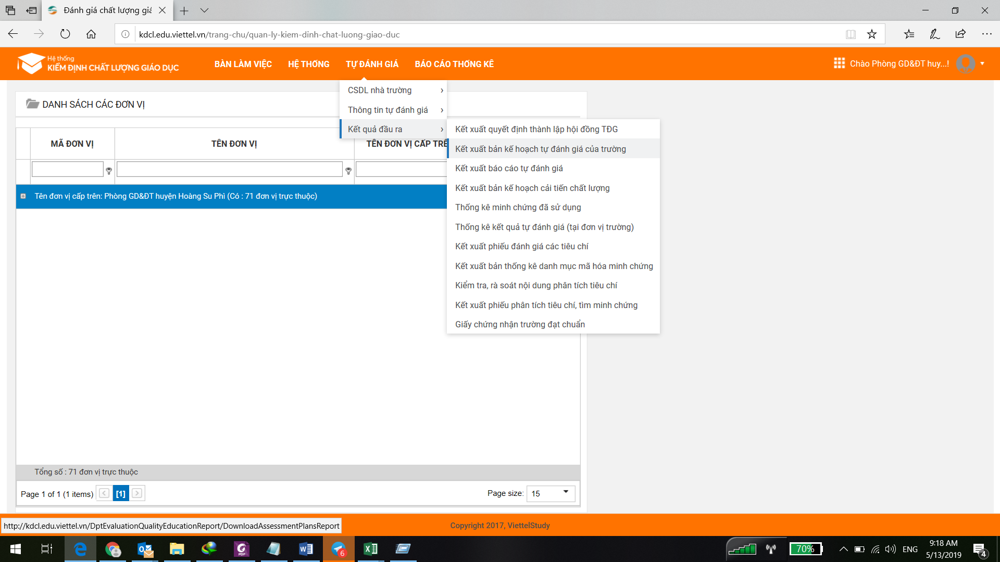 Đánh giá chất lượng giá
kdcl.edu.viettel.vn/trang-chu/quan-ly-kiem-dinh-chat-luong-giao-duc
Hệ thống
KIỂM ĐỊNH CHẤT LƯỢNG GIÁO DỤC
BÀN LÀM VIỆC
HỆ THỐNG
TỰ ĐÁNH GIÁ
BÁO CÁO THỐNG KÊ
Chào Phòng GD&ĐT huy...!
CSDL nhà trường
Thông tin tự đánh giá
Kết quả đầu ra
Kết xuất quyết định thành lập hội đồng TĐG
Kết xuất bản kế hoạch tự đánh giá của trường
Kết xuất báo cáo tự đánh giá
Kết xuất bản kế hoạch cải tiến chất lượng
Thống kê minh chứng đã sử dụng
Thống kê kết quả tự đánh giá (tại đơn vị trường)
Kết xuất phiếu đánh giá các tiêu chí
Kết xuất bản thống kê danh mục mã hóa minh chứng
Kiểm tra, rà soát nội dung phân tích tiêu chí
Kết xuất phiếu phân tích tiêu chí, tìm minh chứng
Giấy chứng nhận trường đạt chuẩn
DANH SÁCH CÁC ĐƠN VỊ
MÃ ĐƠN VỊ
TÊN ĐƠN VỊ
TÊN ĐƠN VỊ CẤP TRÊ
Tên đơn vị cấp trên: Phòng GD&ĐT huyện Hoàng Su Phì (Có : 71 đơn vị trực thuộc)
Tổng số : 71 đơn vị trực thuộc
Page 1 of 1 (1 items)
[1]
Page size:
15
http://kdcl.edu.viettel.vn/DptEvaluationQualityEducationReport/DownloadAssessmentPlansReport
Copyright 2017, ViettelStudy
6
70%
ENG
9:18 AM
5/13/2019
4